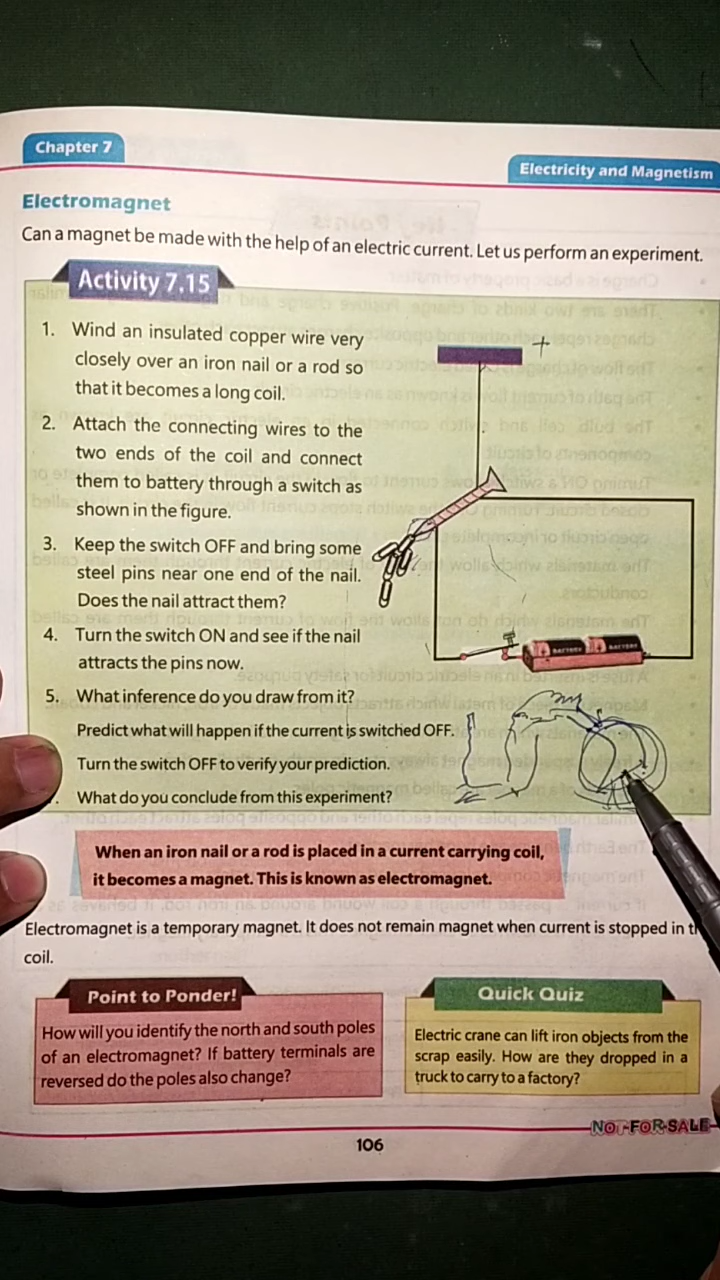 Chapter 7
Electricity and Magnetism
Electromagnet
Can a magnet be made with the help of an electric current. Let us perform an experiment.
Activity 7.15
1. Wind an insulated copper wire very
closely over an iron nail or a rod so
that it becomes a long coil.
2. Attach the connecting wires to the
two ends of the coil and connect
them to battery through a switch as
shown in the figure.
3. Keep the switch OFF and bring some
steel pins near one end of the nail.
Does the nail attract them?
4. Turn the switch ON and see if the nail
attracts the pins now.
5. What inference do you draw from it?
Predict what will happen if the current is switched OFF.
Turn the switch OFF to verify your prediction.
What do you conclude from this experiment?
+
BATTERY BATTERY
When an iron nail or a rod is placed in a current carrying coil,
it becomes a magnet. This is known as electromagnet.
Electromagnet is a temporary magnet. It does not remain magnet when current is stopped in
coil.
Point to Ponder!
How will you identify the north and south poles
of an electromagnet? If battery terminals are
reversed do the poles also change?
Quick Quiz
Electric crane can lift iron objects from the
scrap easily. How are they dropped in a
truck to carry to a factory?
NOT FOR SALE
106